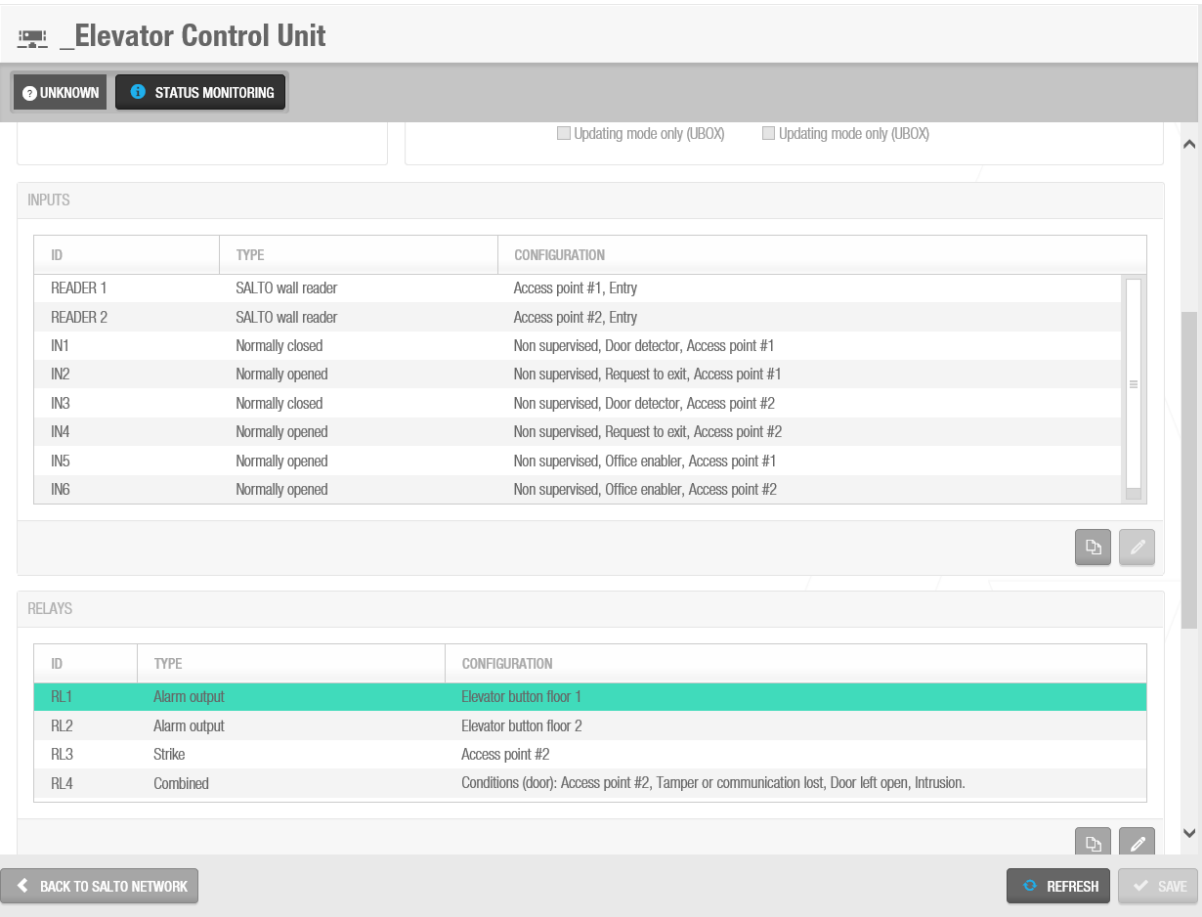 _Elevator Control Unit
UNKNOWN STATUS MONITORING
Updating mode only (UBOX) Updating mode only (UBOX)
INPUTS
ID TYPE CONFIGURATION
READER 1 SALTO wall reader Access point #1, Entry
READER 2 SALTO wall reader Access point #2, Entry
IN1 Normally closed Non supervised, Door detector, Access point #1
IN2 Normally opened Non supervised, Request to exit, Access point #1
IN3 Normally closed Non supervised, Door detector, Access point #2
IN4 Normally opened Non supervised, Request to exit, Access point #2
IN5 Normally opened Non supervised, Office enabler, Access point #1
IN6 Normally opened Non supervised, Office enabler, Access point #2
RELAYS
ID TYPE CONFIGURATION
RL1 Alarm output Elevator button floor 1
RL2 Alarm output Elevator button floor 2
RL3 Strike Access point #2
RL4 Combined Conditions (door): Access point #2, Tamper or communication lost, Door left open, Intrusion.
BACK TO SALTO NETWORK REFRESH SAVE